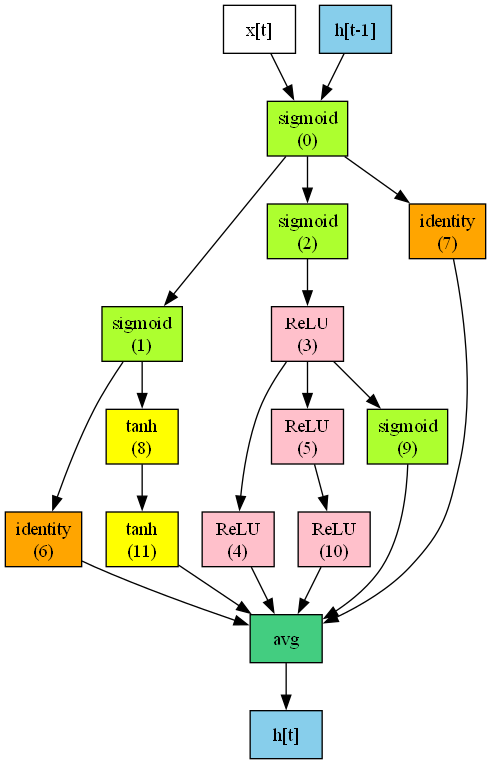 x[t]
h[t-1]
sigmoid
(0)
sigmoid
(2)
identity
(7)
sigmoid
(1)
ReLU
(3)
tanh
(8)
ReLU
(5)
sigmoid
(9)
identity
(6)
tanh
(11)
ReLU
(4)
ReLU
(10)
avg
h[t]